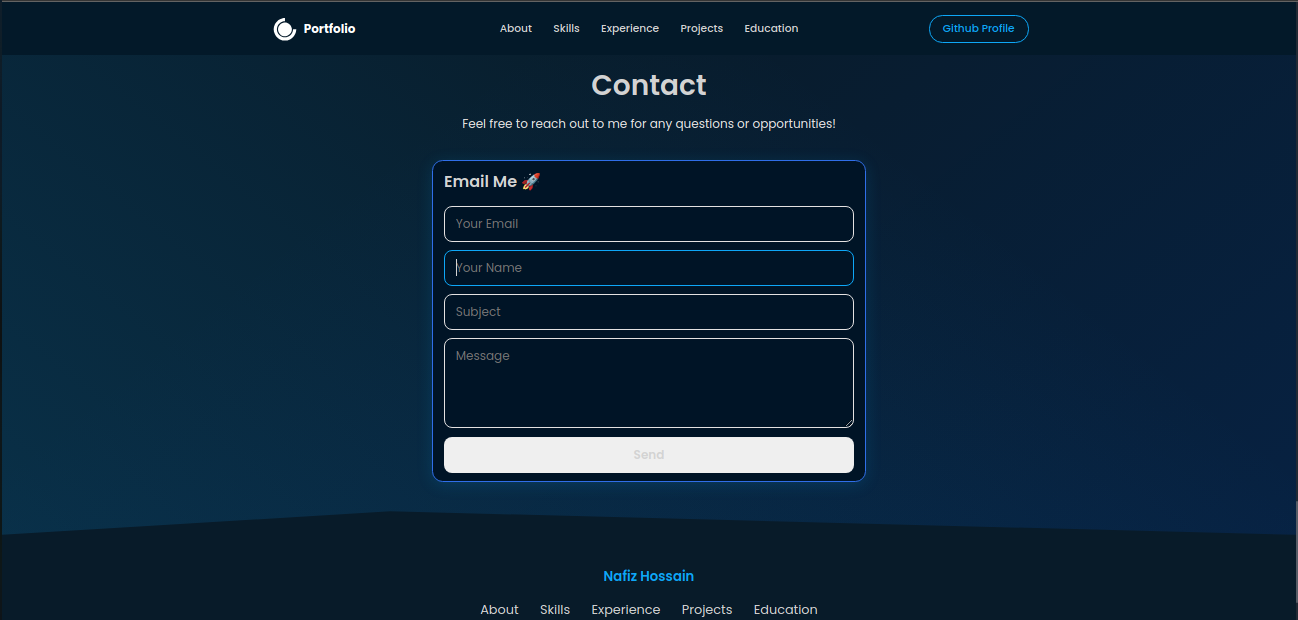 Portfolio
About Skills Experience Projects Education
Github Profile
Contact
Feel free to reach out to me for any questions or opportunities!
Email Me 🚀
Your Email
Your Name
Subject
Message
Send
Nafiz Hossain
About Skills Experience Projects Education